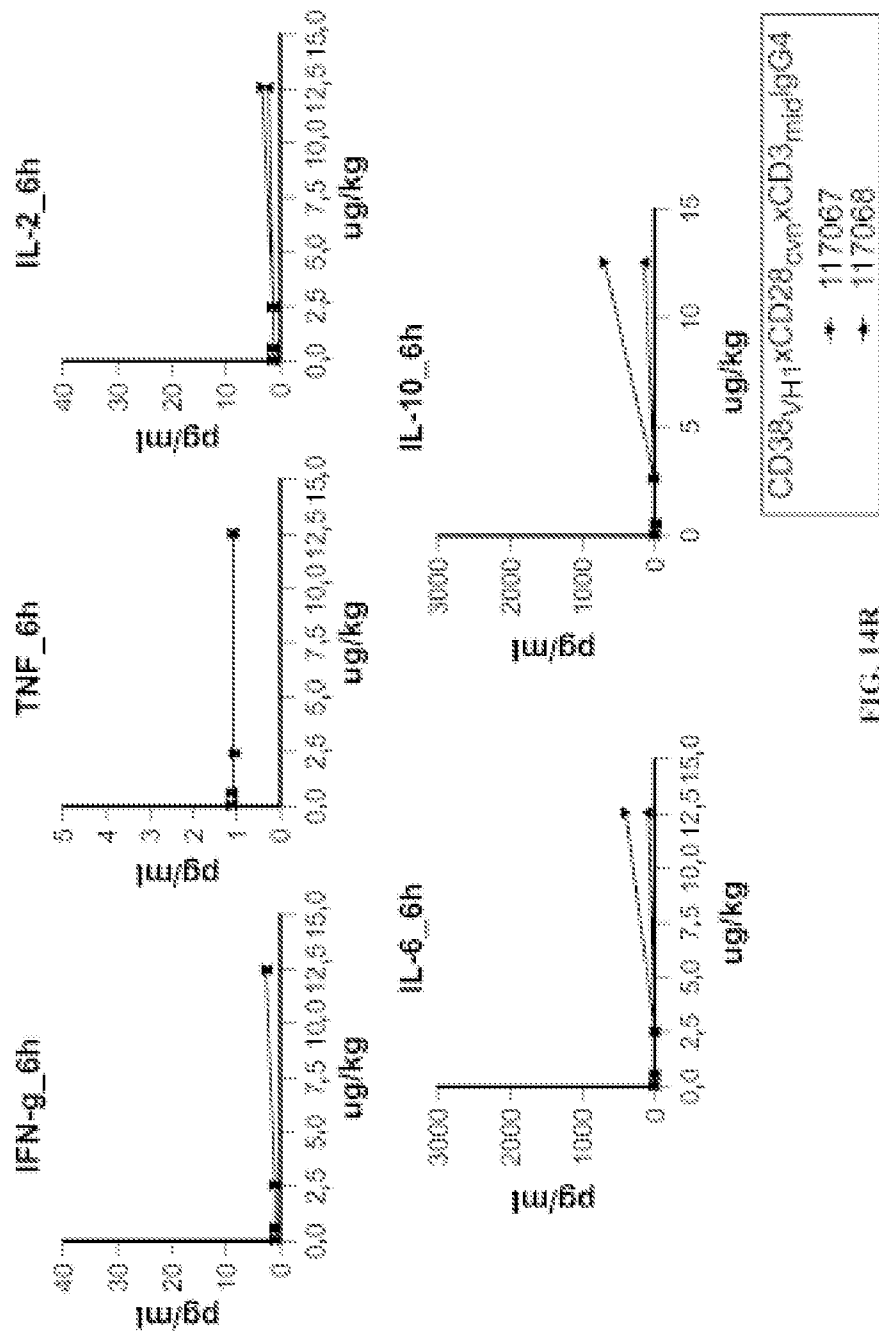 IFN-g_6h
pg/ml
40
30
20
10
0
0,0 2,5 5,0 7,5 10,0 12,5 15,0
ug/kg
TNF_6h
pg/ml
5
4
3
2
1
0
0,0 2,5 5,0 7,5 10,0 12,5 15,0
ug/kg
IL-2_6h
pg/ml
40
30
20
10
0
0,0 2,5 5,0 7,5 10,0 12,5 15,0
ug/kg
IL-6_6h
pg/ml
3000
2000
1000
0
0,0 2,5 5,0 7,5 10,0 12,5 15,0
ug/kg
IL-10_6h
pg/ml
3000
2000
1000
0
0 5 10 15
ug/kg
CD38VH1xCD28cvnxCD3midIgG4
117067
117068
FIG. 14R